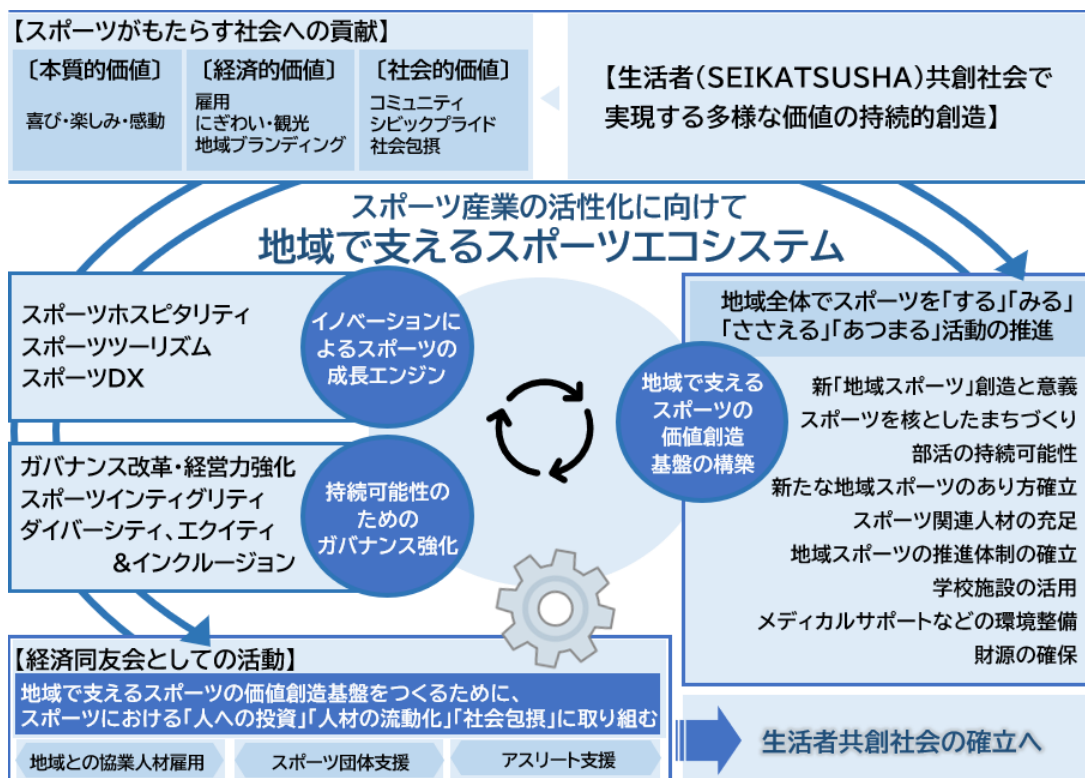 【スポーツがもたらす社会への貢献】
〔本質的価値〕
喜び・楽しみ・感動
〔経済的価値〕
雇用
にぎわい・観光
地域ブランディング
〔社会的価値〕
コミュニティ
シビックプライド
社会包摂
【生活者(SEIKATSUSHA)共創社会で
実現する多様な価値の持続的創造】
スポーツ産業の活性化に向けて
地域で支えるスポーツエコシステム
スポーツホスピタリティ
スポーツツーリズム
スポーツDX
イノベーションに
よるスポーツの
成長エンジン
ガバナンス改革・経営力強化
スポーツインティグリティ
ダイバーシティ、エクイティ
&インクルージョン
持続可能性の
ための
ガバナンス強化
地域で支える
スポーツの
価値創造
基盤の構築
地域全体でスポーツを「する」「みる」
「ささえる」「あつまる」活動の推進
新「地域スポーツ」創造と意義
スポーツを核としたまちづくり
部活の持続可能性
新たな地域スポーツのあり方確立
スポーツ関連人材の充足
地域スポーツの推進体制の確立
学校施設の活用
メディカルサポートなどの環境整備
財源の確保
【経済同友会としての活動】
地域で支えるスポーツの価値創造基盤をつくるために、
スポーツにおける「人への投資」「人材の流動化」「社会包摂」に取り組む
地域との協業人材雇用
スポーツ団体支援
アスリート支援
生活者共創社会の確立へ